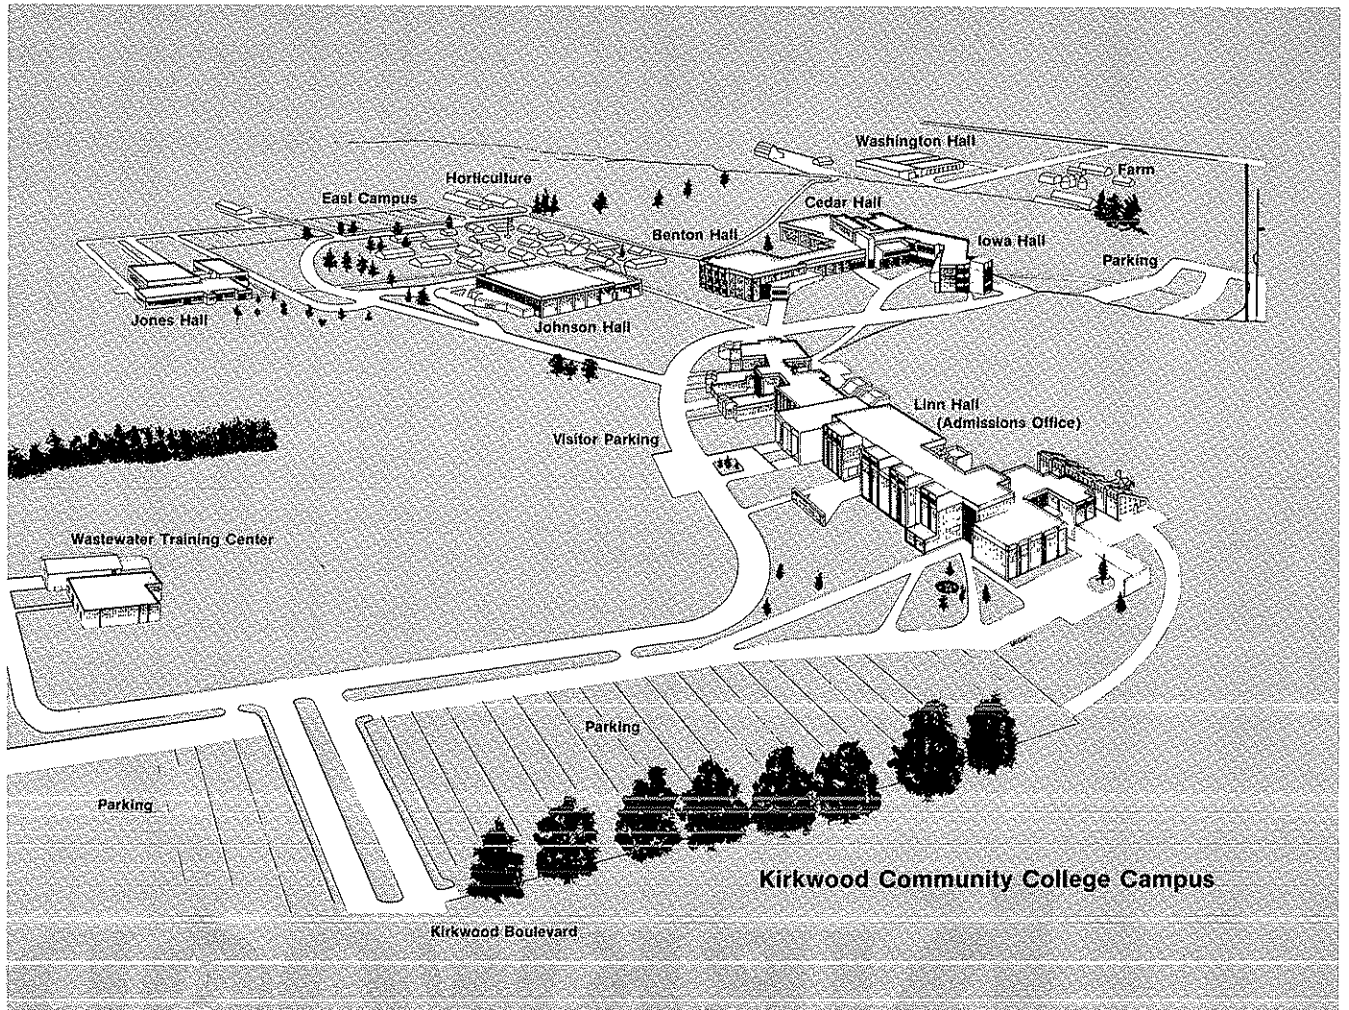 Washington Hall
Farm
Horticulture
East Campus
Cedar Hall
Benton Hall
Iowa Hall
Parking
Jones Hall
Johnson Hall
Linn Hall
(Admissions Office)
Visitor Parking
Wastewater Training Center
Parking
Parking
Kirkwood Community College Campus
Kirkwood Boulevard